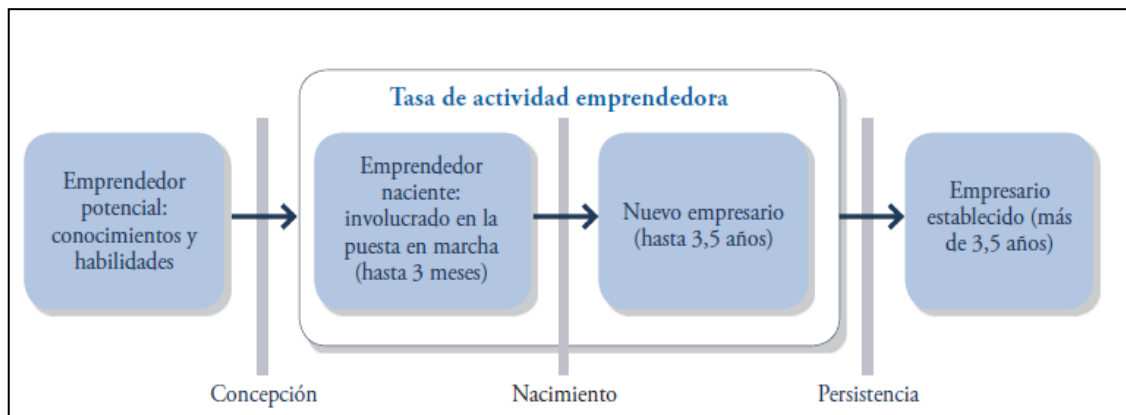 Tasa de actividad emprendedora
Emprendedor
potencial:
conocimientos y
habilidades
Emprendedor
naciente:
involucrado en la
puesta en marcha
(hasta 3 meses)
Nuevo empresario
(hasta 3,5 años)
Empresario
establecido (más
de 3,5 años)
Concepción
Nacimiento
Persistencia